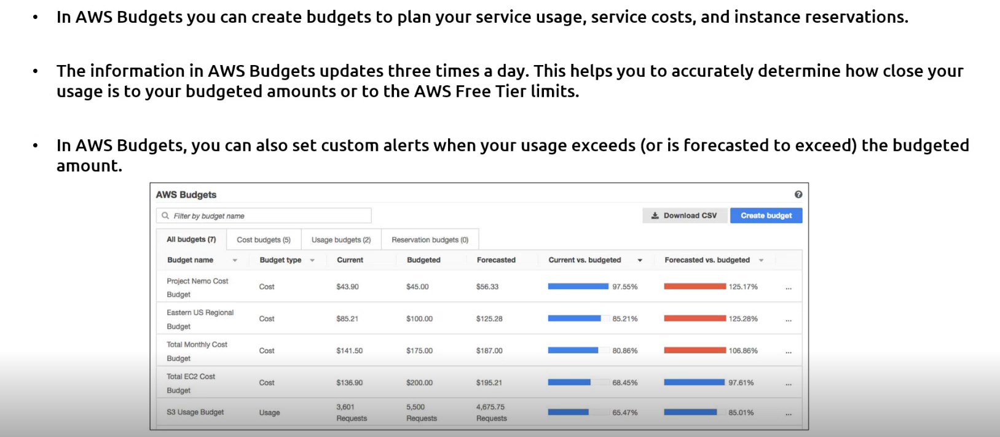 • In AWS Budgets you can create budgets to plan your service usage, service costs, and instance reservations.
• The information in AWS Budgets updates three times a day. This helps you to accurately determine how close your
usage is to your budgeted amounts or to the AWS Free Tier limits.
• In AWS Budgets, you can also set custom alerts when your usage exceeds (or is forecasted to exceed) the budgeted
amount.
AWS Budgets ?
Filter by budget name Download CSV Create budget
All budgets (7) Cost budgets (5) Usage budgets (2) Reservation budgets (0)
Budget name Budget type Current Budgeted Forecasted Current vs. budgeted Forecasted vs. budgeted
Project Nemo Cost
Budget Cost $43.90 $45.00 $56.33 97.55% 125.17% ...
Eastern US Regional
Budget Cost $85.21 $100.00 $125.28 85.21% 125.28% ...
Total Monthly Cost
Budget Cost $141.50 $175.00 $187.00 80.86% 106.86% ...
Total EC2 Cost
Budget Cost $136.90 $200.00 $195.21 68.45% 97.61% ...
S3 Usage Budget Usage 3,601 5,500 4,675.75 65.47% 85.01% ...
Requests Requests Requests